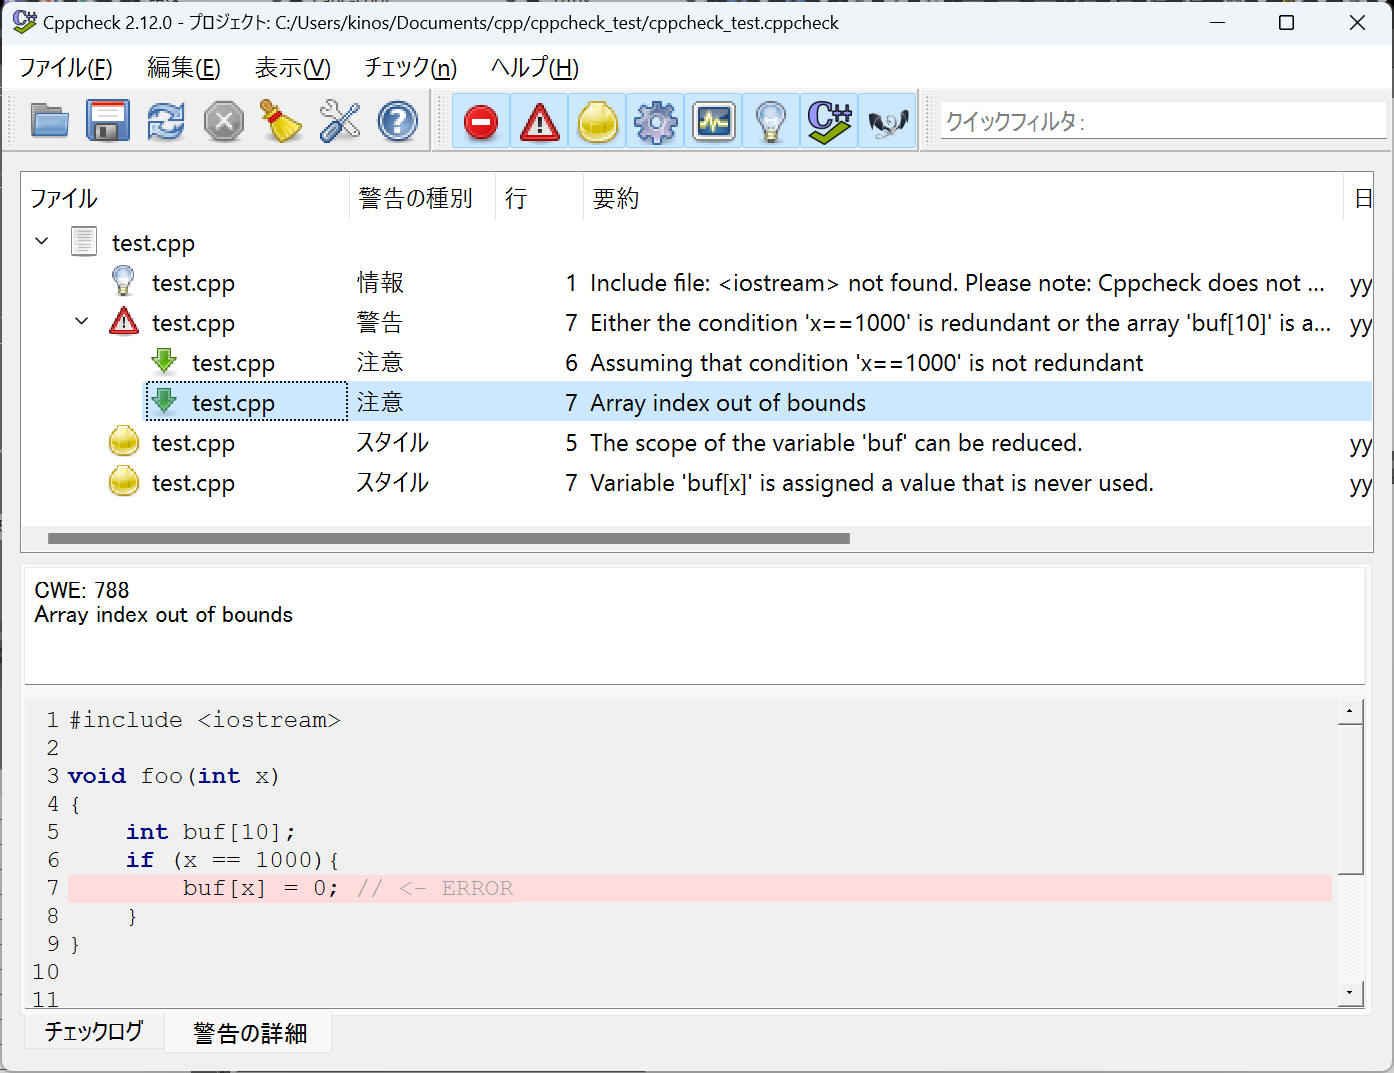 Cppcheck 2.12.0 - プロジェクト: C:/Users/kinos/Documents/cpp/cppcheck_test/cppcheck_test.cppcheck
ファイル(F) 編集(E) 表示(V) チェック(n) ヘルプ(H)
クイックフィルタ:
ファイル 警告の種別 行 要約 日
test.cpp
test.cpp 情報 1 Include file: <iostream> not found. Please note: Cppcheck does not ... yy
test.cpp 警告 7 Either the condition 'x==1000' is redundant or the array 'buf[10]' is a... yy
test.cpp 注意 6 Assuming that condition 'x==1000' is not redundant
test.cpp 注意 7 Array index out of bounds
test.cpp スタイル 5 The scope of the variable 'buf' can be reduced. yy
test.cpp スタイル 7 Variable 'buf[x]' is assigned a value that is never used. yy
CWE: 788
Array index out of bounds
1 #include <iostream>
2
3 void foo(int x)
4 {
5     int buf[10];
6     if (x == 1000){
7         buf[x] = 0; // <- ERROR
8     }
9 }
10
11
チェックログ 警告の詳細